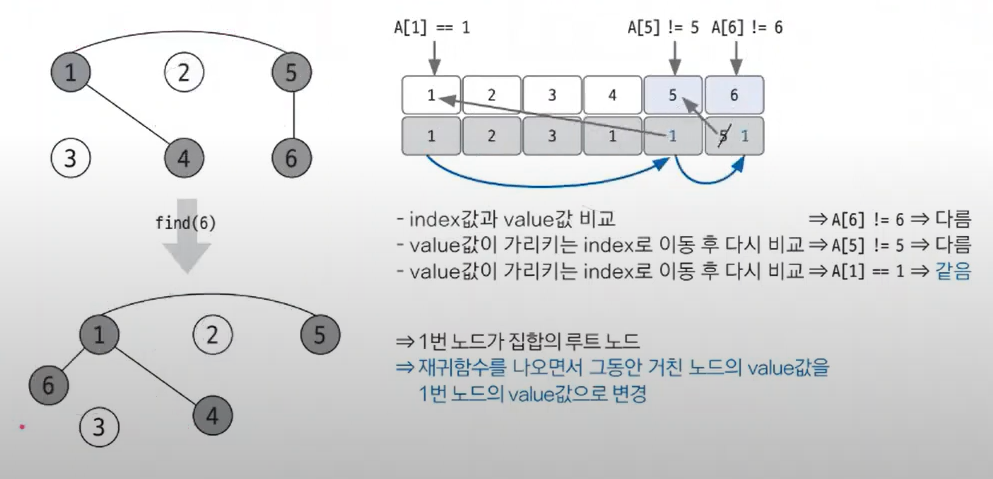 1
2
5
3
4
6
find(6)
1
2
5
6
3
4
A[1] == 1
A[5] != 5 A[6] != 6
1 2 3 4 5 6
1 2 3 1 1 5 1
- index값과 value값 비교 ⇒ A[6] != 6 ⇒ 다름
- value값이 가리키는 index로 이동 후 다시 비교 ⇒ A[5] != 5 ⇒ 다름
- value값이 가리키는 index로 이동 후 다시 비교 ⇒ A[1] == 1 ⇒ 같음
⇒ 1번 노드가 집합의 루트 노드
⇒ 재귀함수를 나오면서 그동안 거친 노드의 value값을
1번 노드의 value값으로 변경